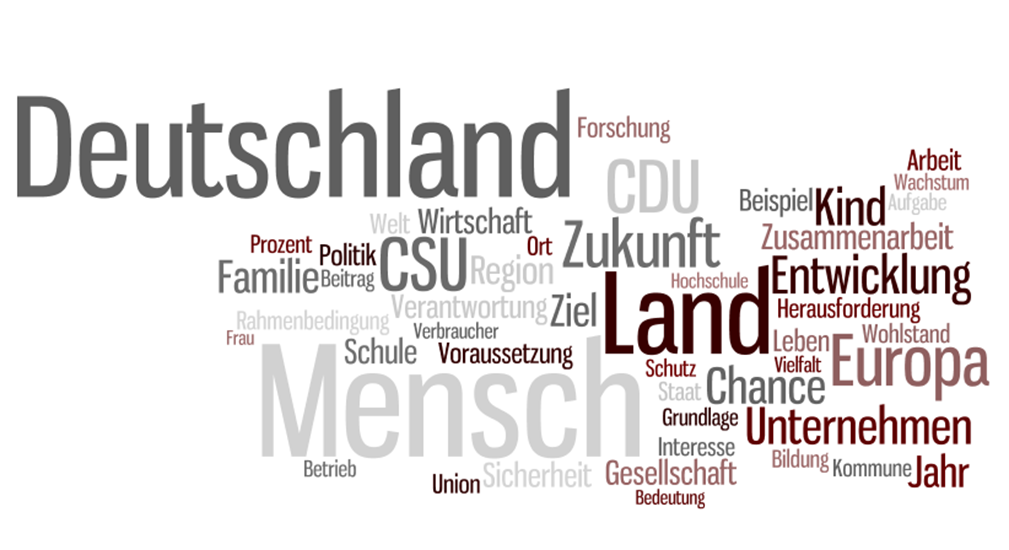 Deutschland
Forschung
Arbeit
CDU
Wachstum
Beispiel
Kind
Aufgabe
Welt
Wirtschaft
Zusammenarbeit
Prozent
Politik
CSU
Ort
Zukunft
Familie
Beitrag
Region
Hochschule
Entwicklung
Verantwortung
Ziel
Land
Herausforderung
Rahmenbedingung
Verbraucher
Wohlstand
Frau
Leben
Schule
Voraussetzung
Vielfalt
Europa
Schutz
Mensch
Staat
Chance
Grundlage
Unternehmen
Interesse
Bildung
Betrieb
Kommune
Jahr
Union
Sicherheit
Gesellschaft
Bedeutung